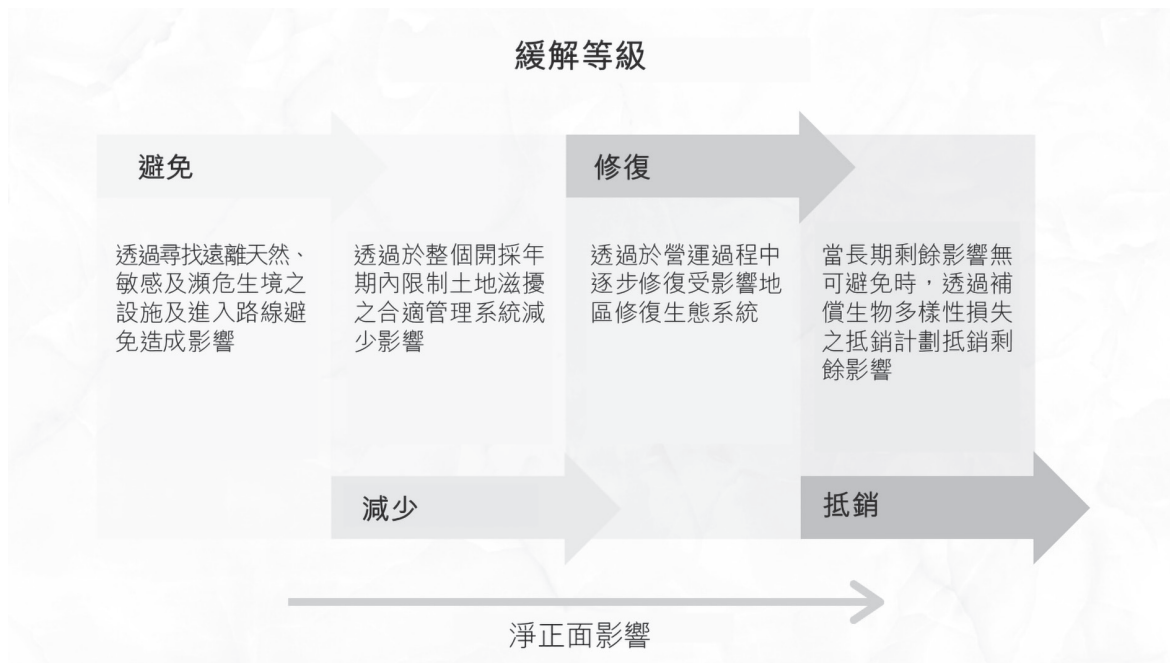 緩解等級
避免
透過尋找遠離天然、
敏感及瀕危生境之
設施及進入路線避
免造成影響
減少
透過於整個開採年
期內限制土地滋擾
之合適管理系統減
少影響
修復
透過於營運過程中
逐步修復受影響地
區修復生態系統
抵銷
當長期剩餘影響無
可避免時，透過補
償生物多樣性損失
之抵銷計劃抵銷剩
餘影響
淨正面影響